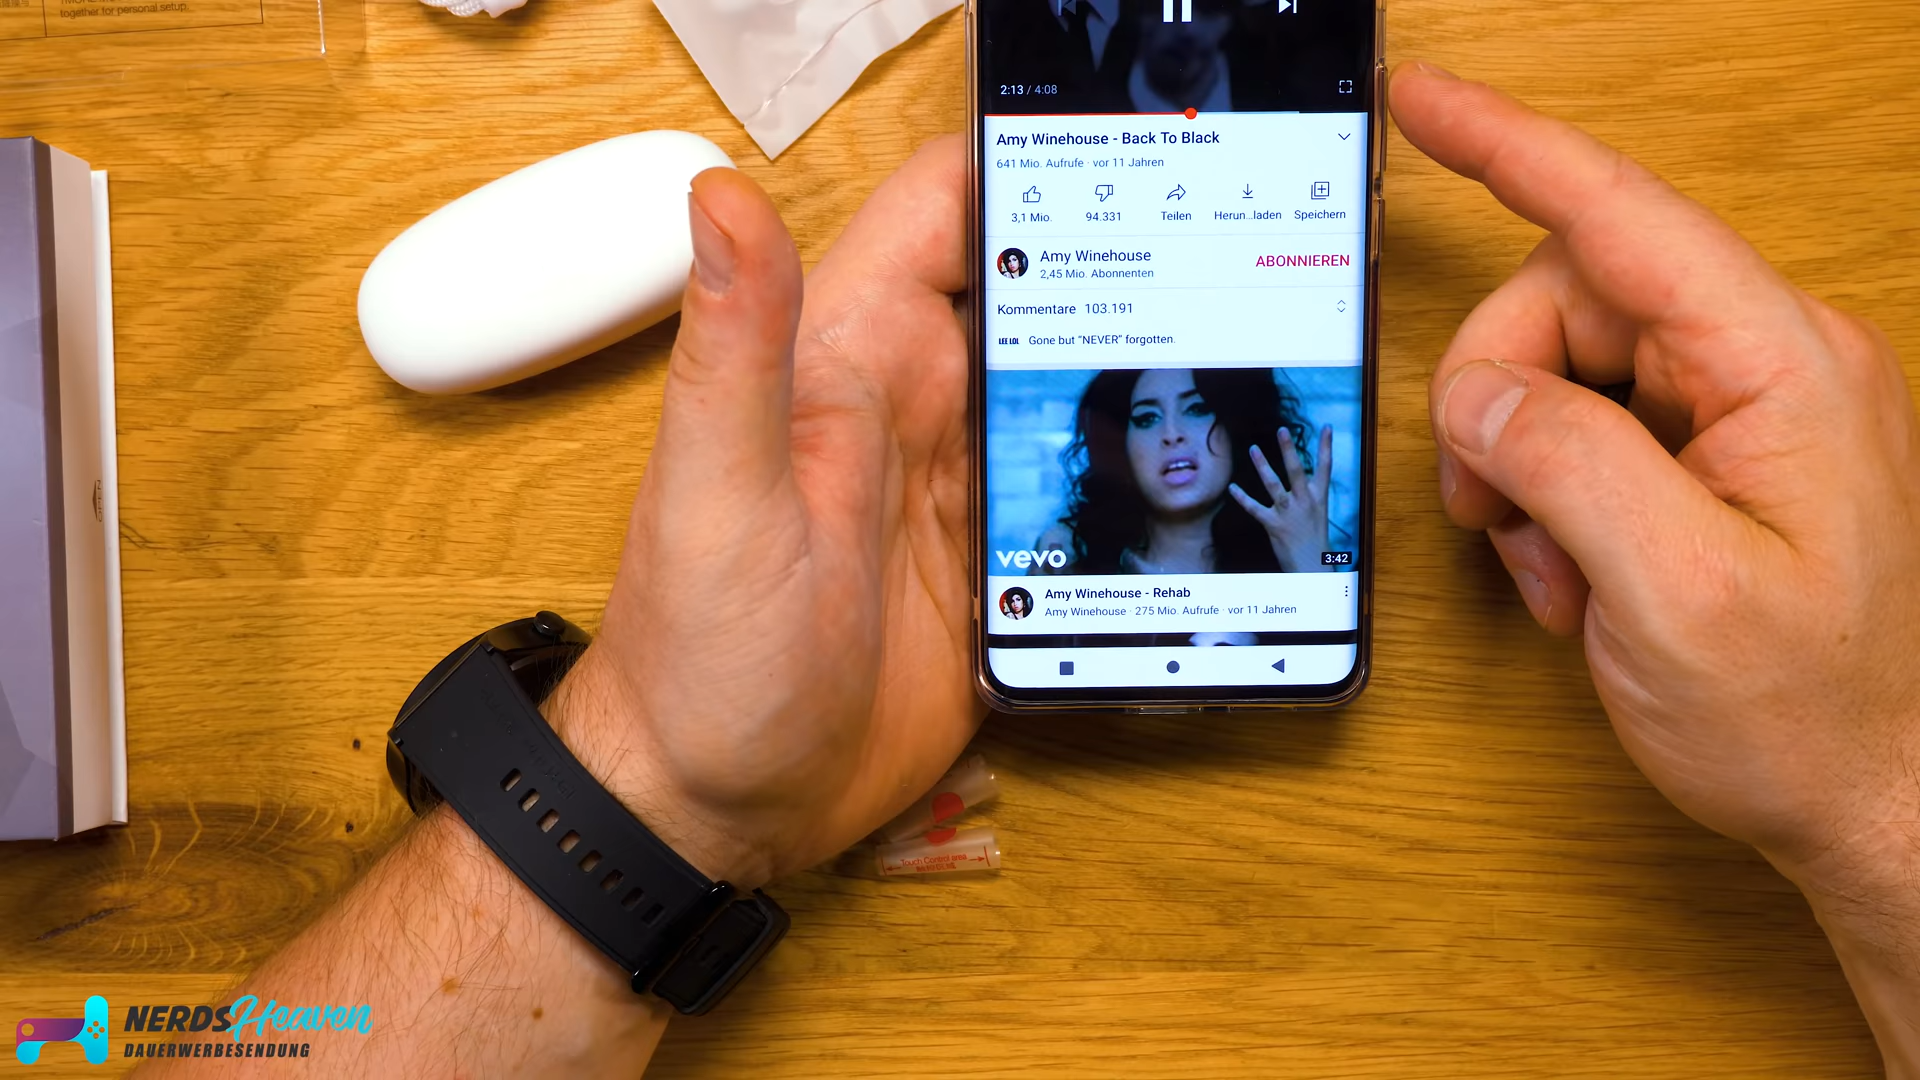 together for personal setup.
2:13 / 4:08
Amy Winehouse - Back To Black
641 Mio. Aufrufe · vor 11 Jahren
3,1 Mio.
94.331
Teilen
Herun...laden
Speichern
Amy Winehouse
2,45 Mio. Abonnenten
ABONNIEREN
Kommentare 103.191
LEE LOL
Gone but "NEVER" forgotten.
vevo
3:42
Amy Winehouse - Rehab
Amy Winehouse · 275 Mio. Aufrufe · vor 11 Jahren
Touch Control area
NERDSHeaven
DAUERWERBESENDUNG